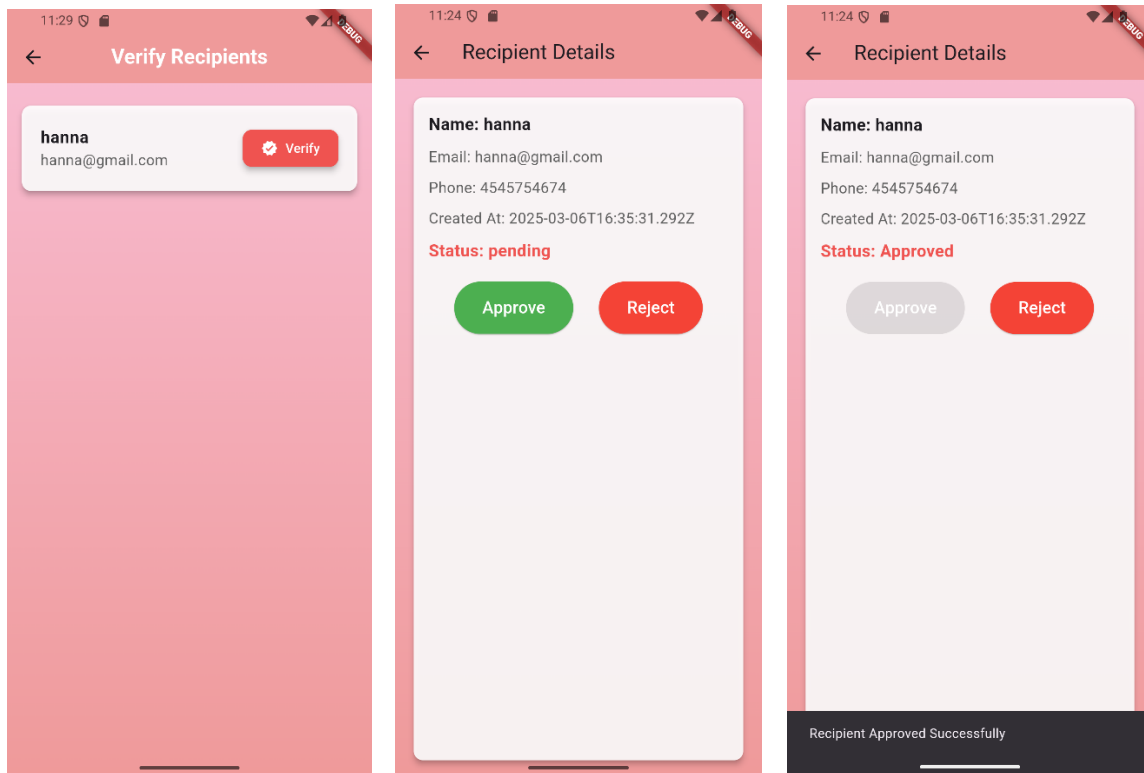 11:29
DEBUG
Verify Recipients
hanna
hanna@gmail.com
Verify
11:24
DEBUG
Recipient Details
Name: hanna
Email: hanna@gmail.com
Phone: 4545754674
Created At: 2025-03-06T16:35:31.292Z
Status: pending
Approve
Reject
11:24
DEBUG
Recipient Details
Name: hanna
Email: hanna@gmail.com
Phone: 4545754674
Created At: 2025-03-06T16:35:31.292Z
Status: Approved
Approve
Reject
Recipient Approved Successfully